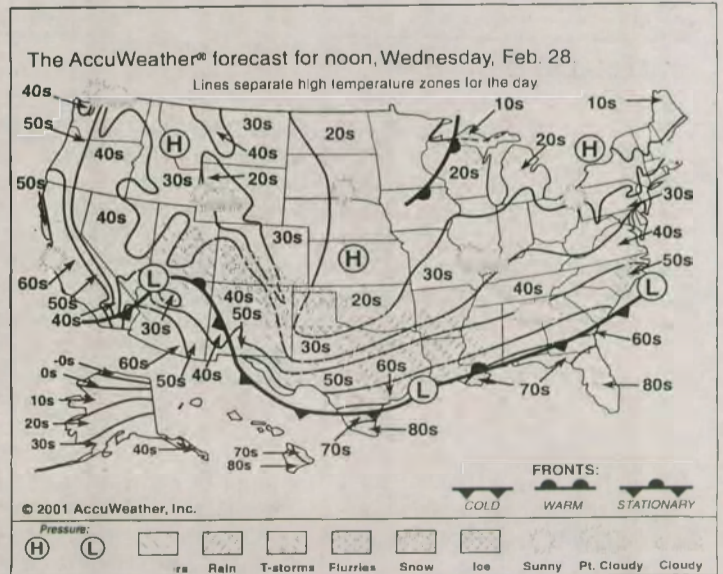 The AccuWeather® forecast for noon, Wednesday, Feb. 28
Lines separate high temperature zones for the day
40s
50s
40s
50s
40s
60s
50s
40s
30s
60s
50s
40s
30s
40s
30s
20s
20s
30s
20s
10s
20s
20s
10s
30s
40s
50s
60s
80s
70s
40s
50s
30s
30s
40s
50s
60s
70s
80s
20s
H
H
H
L
L
L
-0s
0s
10s
20s
30s
40s
70s
80s
FRONTS:
COLD
WARM
STATIONARY
© 2001 AccuWeather, Inc.
Pressure:
H
L
rs
Rain
T-storms
Flurries
Snow
Ice
Sunny
Pt. Cloudy
Cloudy